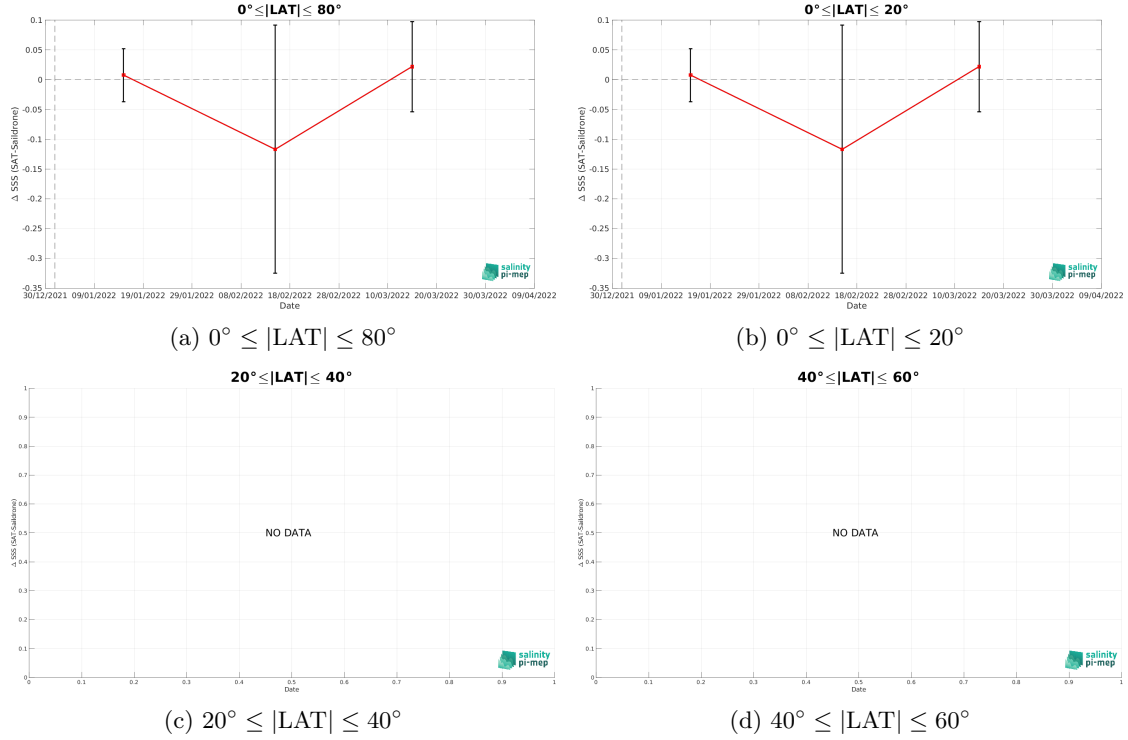 0°≤|LAT|≤ 80°
0.1
0.05
0
-0.05
-0.1
-0.15
-0.2
-0.25
-0.3
-0.35
Δ SSS (SAT-Saildrone)
30/12/2021 09/01/2022 19/01/2022 29/01/2022 08/02/2022 18/02/2022 28/02/2022 10/03/2022 20/03/2022 30/03/2022 09/04/2022
Date
salinity
pi-mep
(a) 0° ≤ |LAT| ≤ 80°
0°≤|LAT|≤ 20°
0.1
0.05
0
-0.05
-0.1
-0.15
-0.2
-0.25
-0.3
-0.35
Δ SSS (SAT-Saildrone)
30/12/2021 09/01/2022 19/01/2022 29/01/2022 08/02/2022 18/02/2022 28/02/2022 10/03/2022 20/03/2022 30/03/2022 09/04/2022
Date
salinity
pi-mep
(b) 0° ≤ |LAT| ≤ 20°
20°≤|LAT|≤ 40°
1
0.9
0.8
0.7
0.6
0.5
0.4
0.3
0.2
0.1
0
Δ SSS (SAT-Saildrone)
NO DATA
0 0.1 0.2 0.3 0.4 0.5 0.6 0.7 0.8 0.9 1
Date
salinity
pi-mep
(c) 20° ≤ |LAT| ≤ 40°
40°≤|LAT|≤ 60°
1
0.9
0.8
0.7
0.6
0.5
0.4
0.3
0.2
0.1
0
Δ SSS (SAT-Saildrone)
NO DATA
0 0.1 0.2 0.3 0.4 0.5 0.6 0.7 0.8 0.9 1
Date
salinity
pi-mep
(d) 40° ≤ |LAT| ≤ 60°